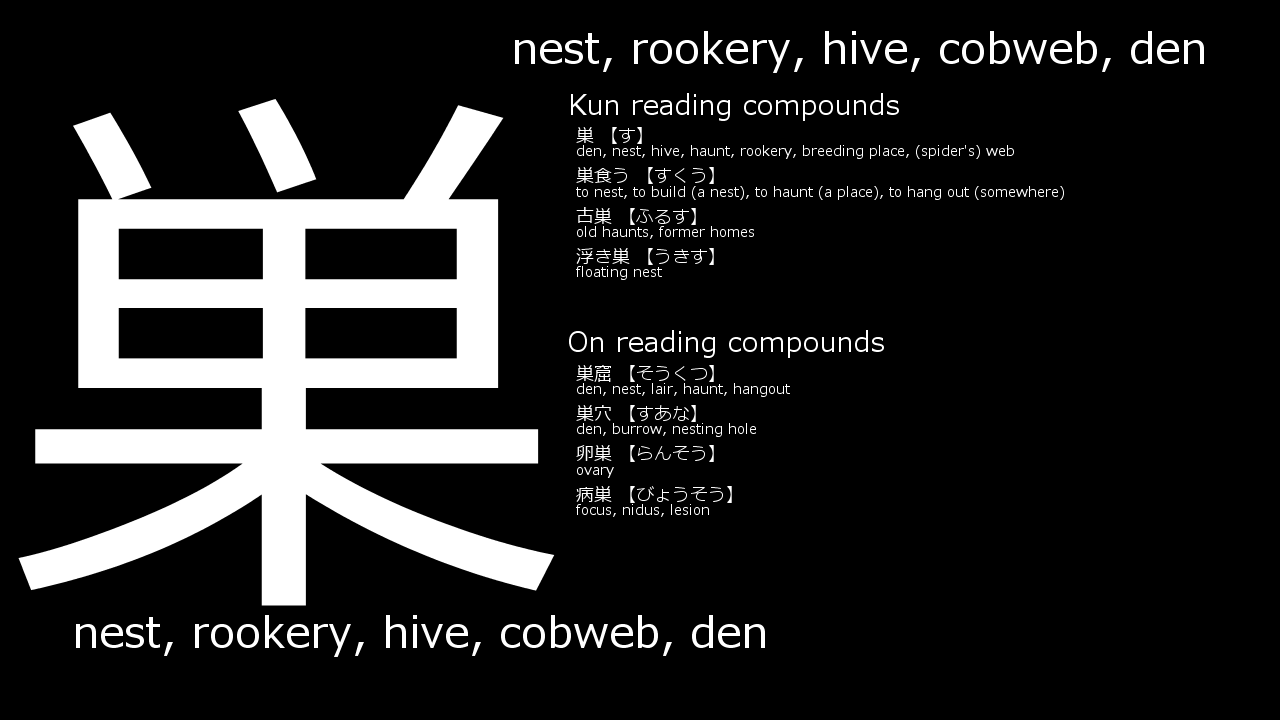 nest, rookery, hive, cobweb, den
巣
Kun reading compounds
巣 【す】
den, nest, hive, haunt, rookery, breeding place, (spider's) web
巣食う 【すくう】
to nest, to build (a nest), to haunt (a place), to hang out (somewhere)
古巣 【ふるす】
old haunts, former homes
浮き巣 【うきす】
floating nest
On reading compounds
巣窟 【そうくつ】
den, nest, lair, haunt, hangout
巣穴 【すあな】
den, burrow, nesting hole
卵巣 【らんそう】
ovary
病巣 【びょうそう】
focus, nidus, lesion
nest, rookery, hive, cobweb, den